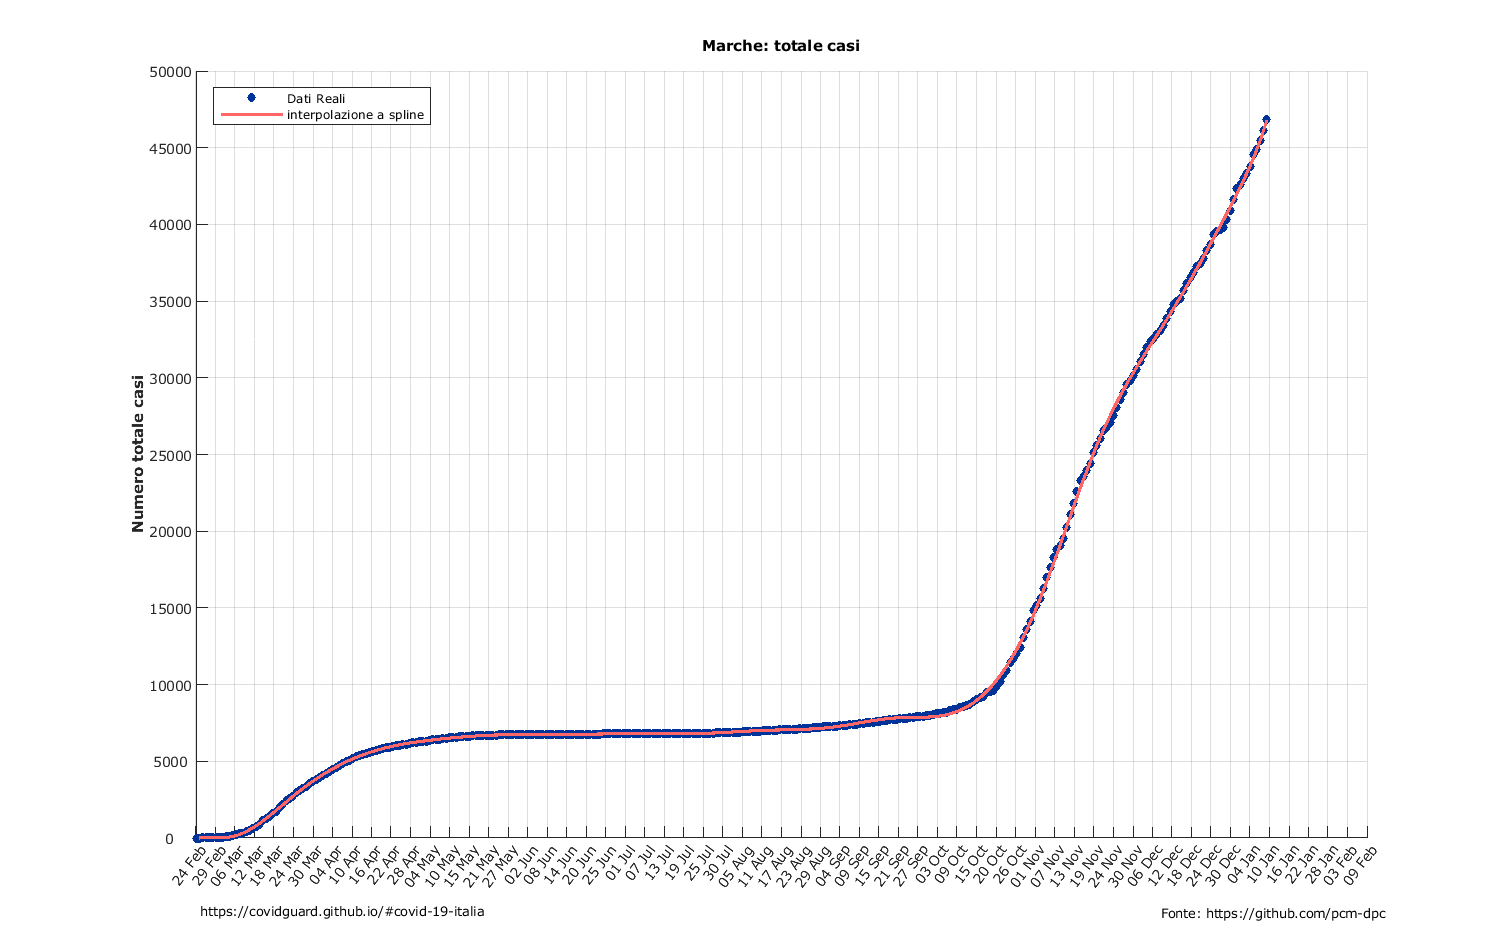 Marche: totale casi
50000
45000
40000
35000
30000
25000
20000
15000
10000
5000
0
Numero totale casi
Dati Reali
interpolazione a spline
24 Feb
29 Feb
06 Mar
12 Mar
18 Mar
24 Mar
30 Mar
04 Apr
10 Apr
16 Apr
22 Apr
28 Apr
04 May
10 May
15 May
21 May
27 May
02 Jun
08 Jun
14 Jun
20 Jun
25 Jun
01 Jul
07 Jul
13 Jul
19 Jul
25 Jul
30 Jul
05 Aug
11 Aug
17 Aug
23 Aug
29 Aug
04 Sep
09 Sep
15 Sep
21 Sep
27 Sep
03 Oct
09 Oct
15 Oct
20 Oct
26 Oct
01 Nov
07 Nov
13 Nov
19 Nov
24 Nov
30 Nov
06 Dec
12 Dec
18 Dec
24 Dec
30 Dec
04 Jan
10 Jan
16 Jan
22 Jan
28 Jan
03 Feb
09 Feb
https://covidguard.github.io/#covid-19-italia
Fonte: https://github.com/pcm-dpc